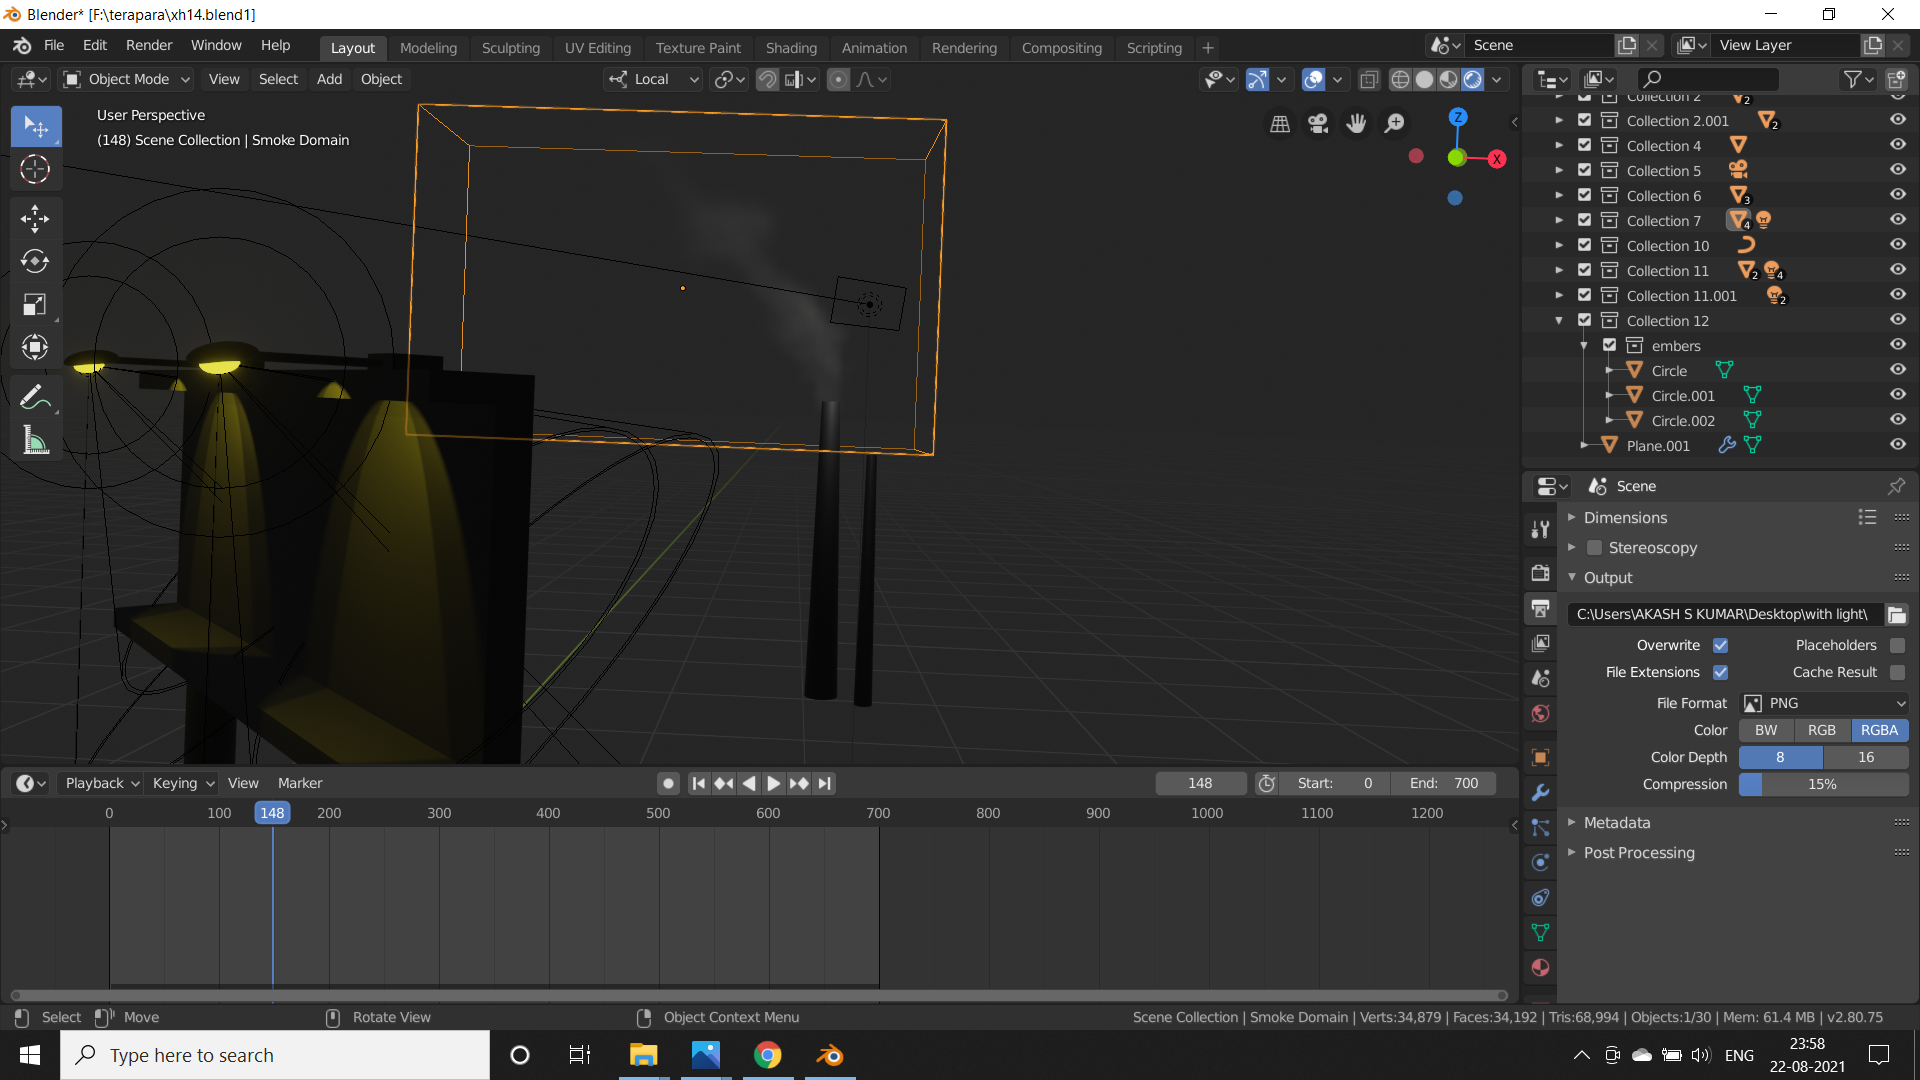 Blender* [F:\terapara\xh14.blend1]
File Edit Render Window Help
Layout Modeling Sculpting UV Editing Texture Paint Shading Animation Rendering Compositing Scripting +
Scene
View Layer
Object Mode View Select Add Object
Local
User Perspective
(148) Scene Collection | Smoke Domain
Z
X
Collection 2 2
Collection 2.001 2
Collection 4
Collection 5
Collection 6 3
Collection 7 4
Collection 10
Collection 11 2 4
Collection 11.001 2
Collection 12
embers
Circle
Circle.001
Circle.002
Plane.001
Scene
Dimensions
Stereoscopy
Output
C:\Users\AKASH S KUMAR\Desktop\with light\
Overwrite Placeholders
File Extensions Cache Result
File Format PNG
Color BW RGB RGBA
Color Depth 8 16
Compression 15%
Metadata
Post Processing
Playback Keying View Marker
148 Start: 0 End: 700
0 100 148 200 300 400 500 600 700 800 900 1000 1100 1200
Select Move Rotate View Object Context Menu
Scene Collection | Smoke Domain | Verts:34,879 | Faces:34,192 | Tris:68,994 | Objects:1/30 | Mem: 61.4 MB | v2.80.75
Type here to search
ENG
23:58
22-08-2021